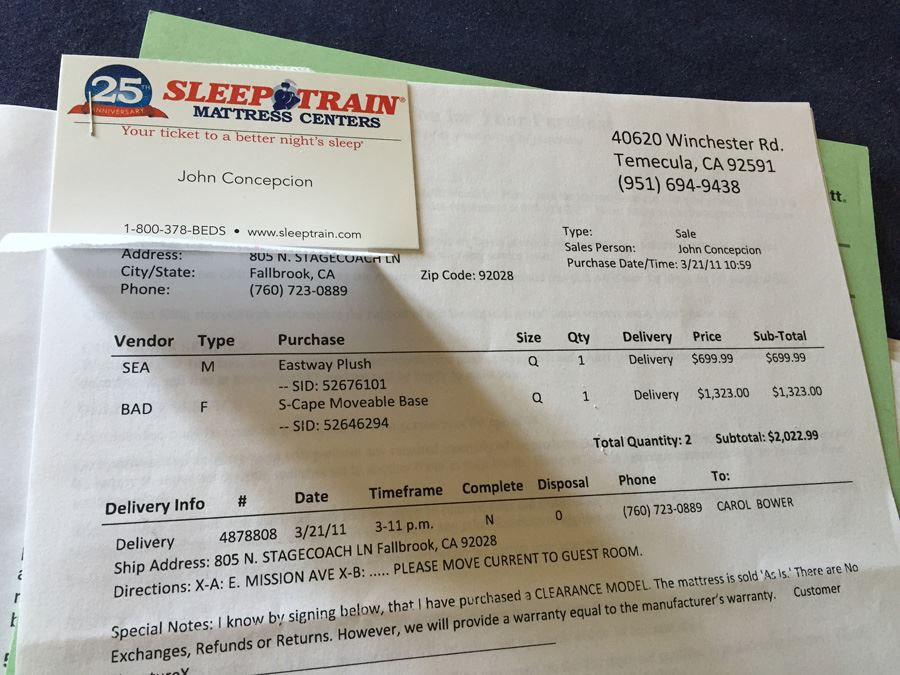 25TH
ANNIVERSARY
SLEEP TRAIN®
MATTRESS CENTERS
Your ticket to a better night's sleep®
John Concepcion
1-800-378-BEDS • www.sleeptrain.com
40620 Winchester Rd.
Temecula, CA 92591
(951) 694-9438
tt.
Type: Sale
Sales Person: John Concepcion
Purchase Date/Time: 3/21/11 10:59
Address: 805 N. STAGECOACH LN
City/State: Fallbrook, CA Zip Code: 92028
Phone: (760) 723-0889
Vendor Type Purchase Size Qty Delivery Price Sub-Total
SEA M Eastway Plush Q 1 Delivery $699.99 $699.99
-- SID: 52676101
BAD F S-Cape Moveable Base Q 1 Delivery $1,323.00 $1,323.00
-- SID: 52646294
Total Quantity: 2 Subtotal: $2,022.99
Delivery Info # Date Timeframe Complete Disposal Phone To:
Delivery 4878808 3/21/11 3-11 p.m. N 0 (760) 723-0889 CAROL BOWER
Ship Address: 805 N. STAGECOACH LN Fallbrook, CA 92028
Directions: X-A: E. MISSION AVE X-B: ..... PLEASE MOVE CURRENT TO GUEST ROOM.
Special Notes: I know by signing below, that I have purchased a CLEARANCE MODEL. The mattress is sold 'As Is.' There are No
Exchanges, Refunds or Returns. However, we will provide a warranty equal to the manufacturer's warranty. Customer